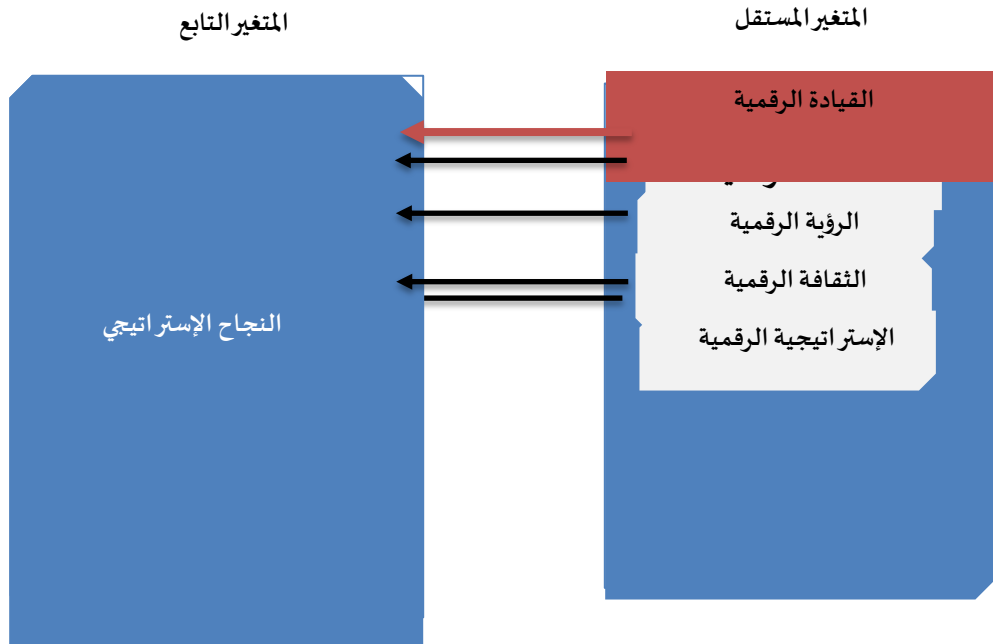 المتغير المستقل
المتغير التابع
القيادة الرقمية
الرؤية الرقمية
الثقافة الرقمية
الإستراتيجية الرقمية
النجاح الإستراتيجي